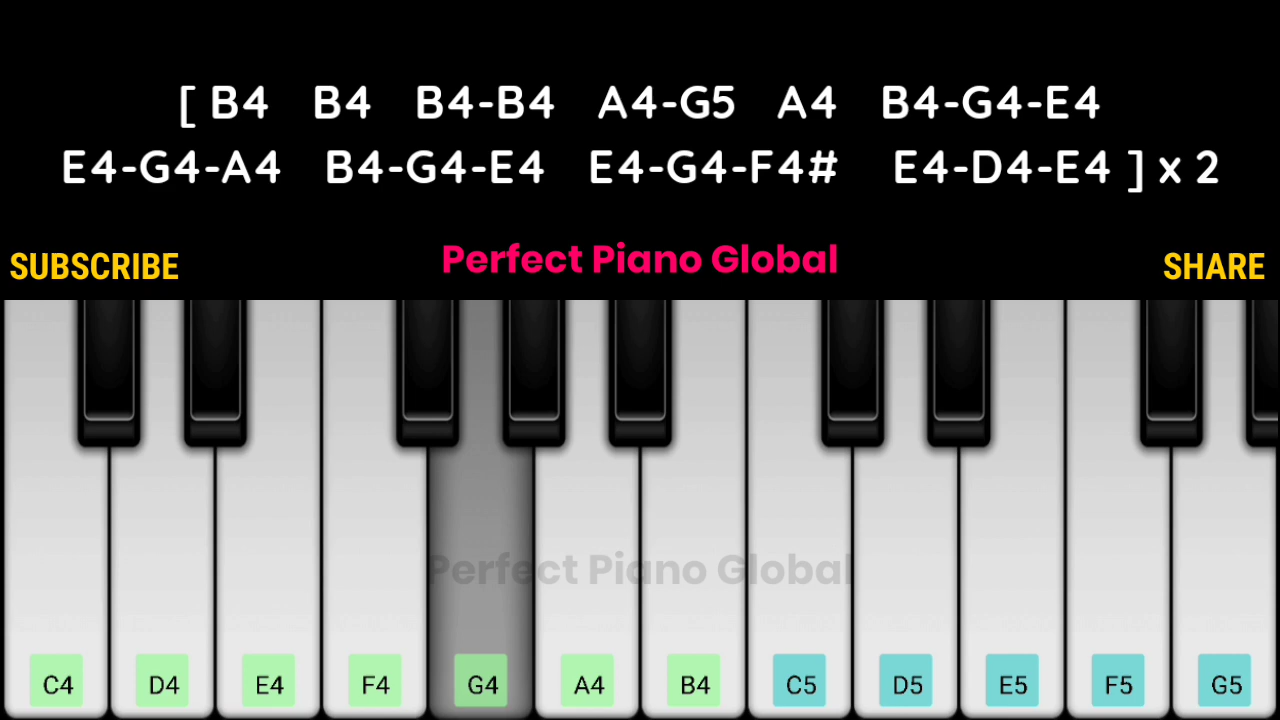 [ B4 B4 B4-B4 A4-G5 A4 B4-G4-E4
E4-G4-A4 B4-G4-E4 E4-G4-F4# E4-D4-E4 ] x 2
SUBSCRIBE Perfect Piano Global SHARE
Perfect Piano Global
C4 D4 E4 F4 G4 A4 B4 C5 D5 E5 F5 G5